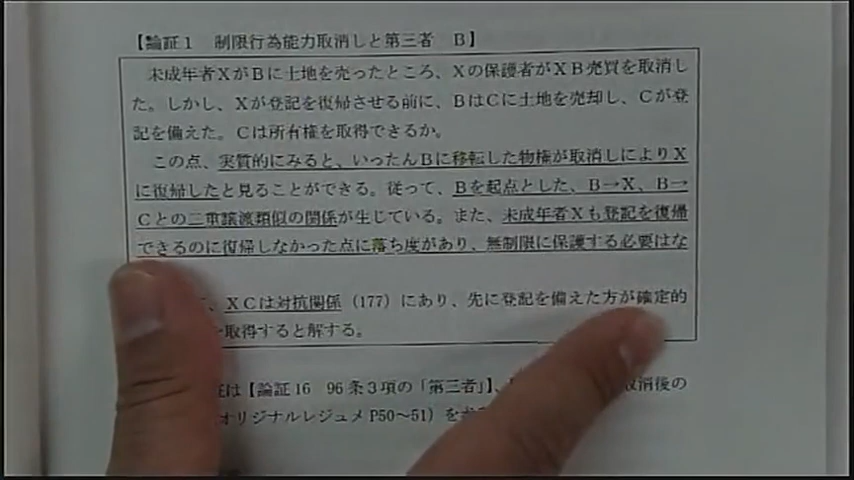 【論証1 制限行為能力取消しと第三者 B】
未成年者XがBに土地を売ったところ、Xの保護者がXB売買を取消し
た。しかし、Xが登記を復帰させる前に、BはCに土地を売却し、Cが登
記を備えた。Cは所有権を取得できるか。
この点、実質的にみると、いったんBに移転した物権が取消しによりX
に復帰したと見ることができる。従って、Bを起点とした、B→X、B→
Cとの二重譲渡類似の関係が生じている。また、未成年者Xも登記を復帰
できるのに復帰しなかった点に落ち度があり、無制限に保護する必要はな
、XCは対抗関係(177)にあり、先に登記を備えた方が確定的
を取得すると解する。
は【論証16 96条3項の「第三者」】、 取消後の
オリジナルレジュメP50~51)を